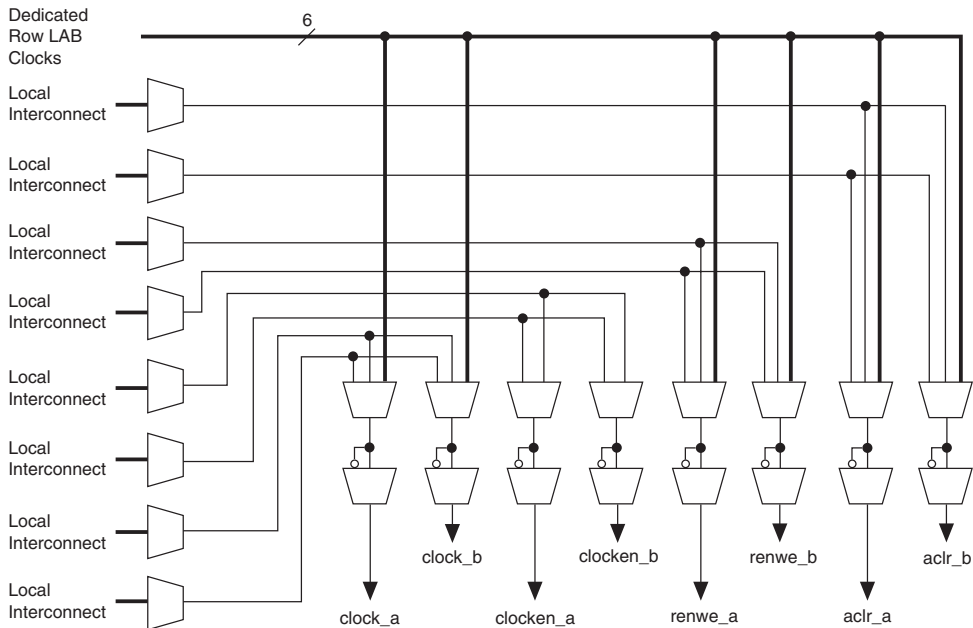 Dedicated
Row LAB
Clocks
6
Local
Interconnect
Local
Interconnect
Local
Interconnect
Local
Interconnect
Local
Interconnect
Local
Interconnect
Local
Interconnect
Local
Interconnect
clock_b
clocken_b
renwe_b
aclr_b
clock_a
clocken_a
renwe_a
aclr_a